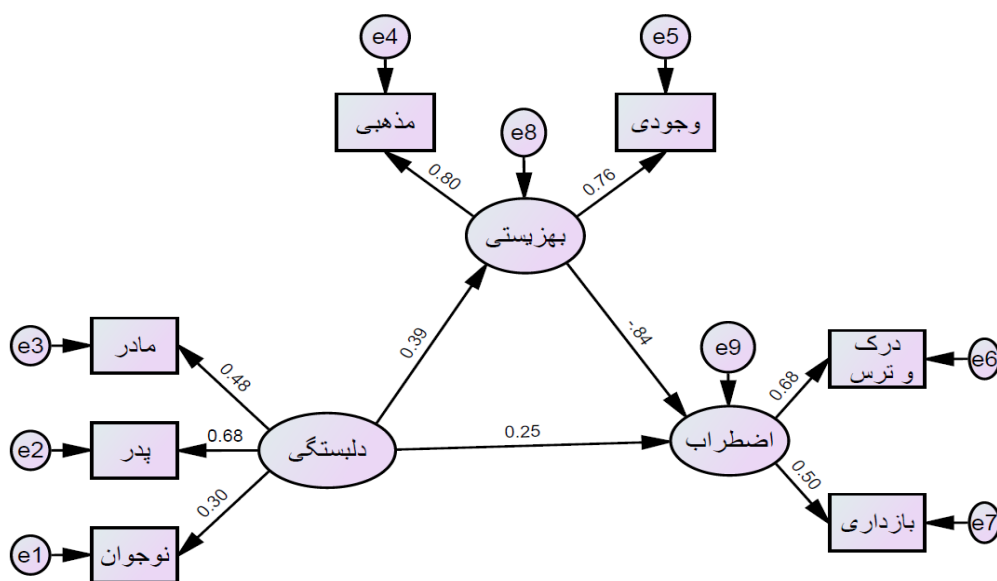 e4
e5
مذهبی
وجودی
e8
0.80
0.76
بهزیستی
e3
مادر
0.39
-.84
e9
درک
و ترس
e6
0.48
0.68
e2
پدر
0.68
دلبستگی
0.25
اضطراب
0.30
0.50
e1
نوجوان
بازداری
e7